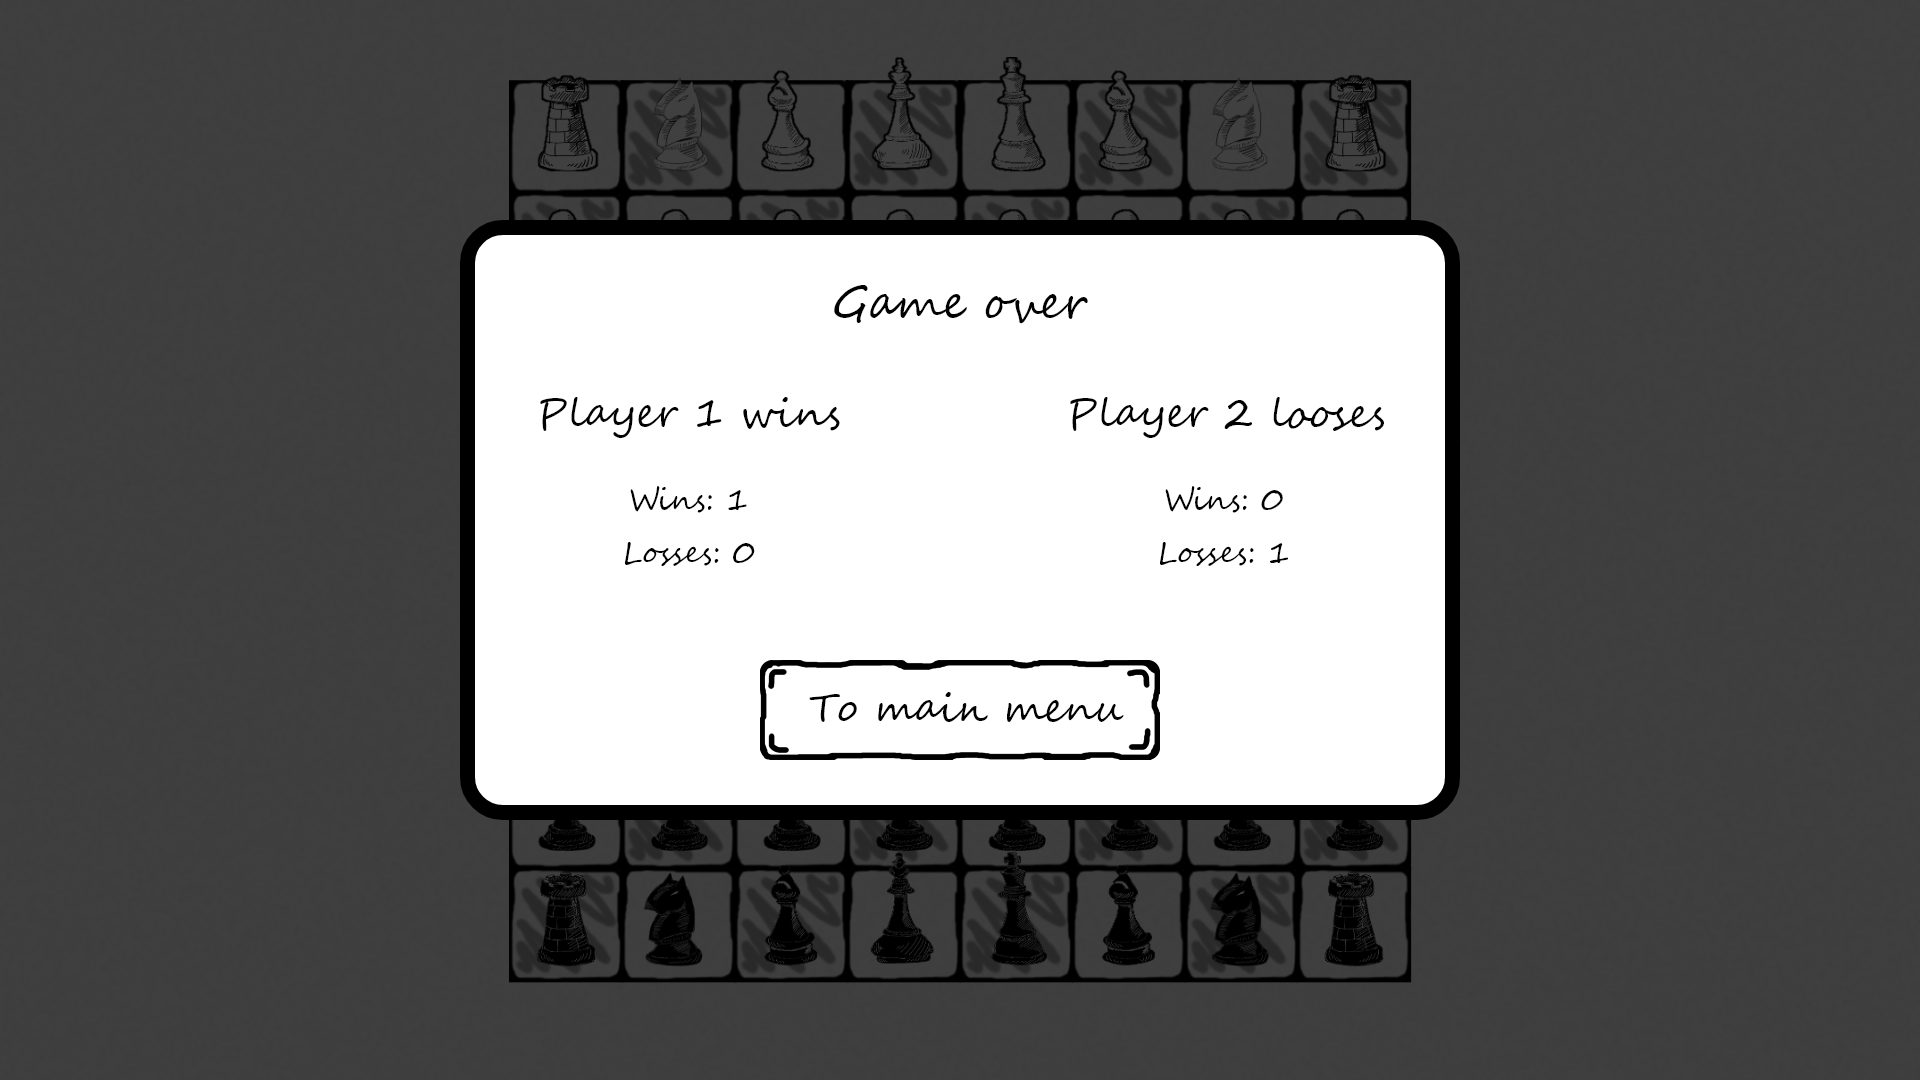 Game over
Player 1 wins
Player 2 looses
Wins: 1
Wins: 0
Losses: 0
Losses: 1
To main menu